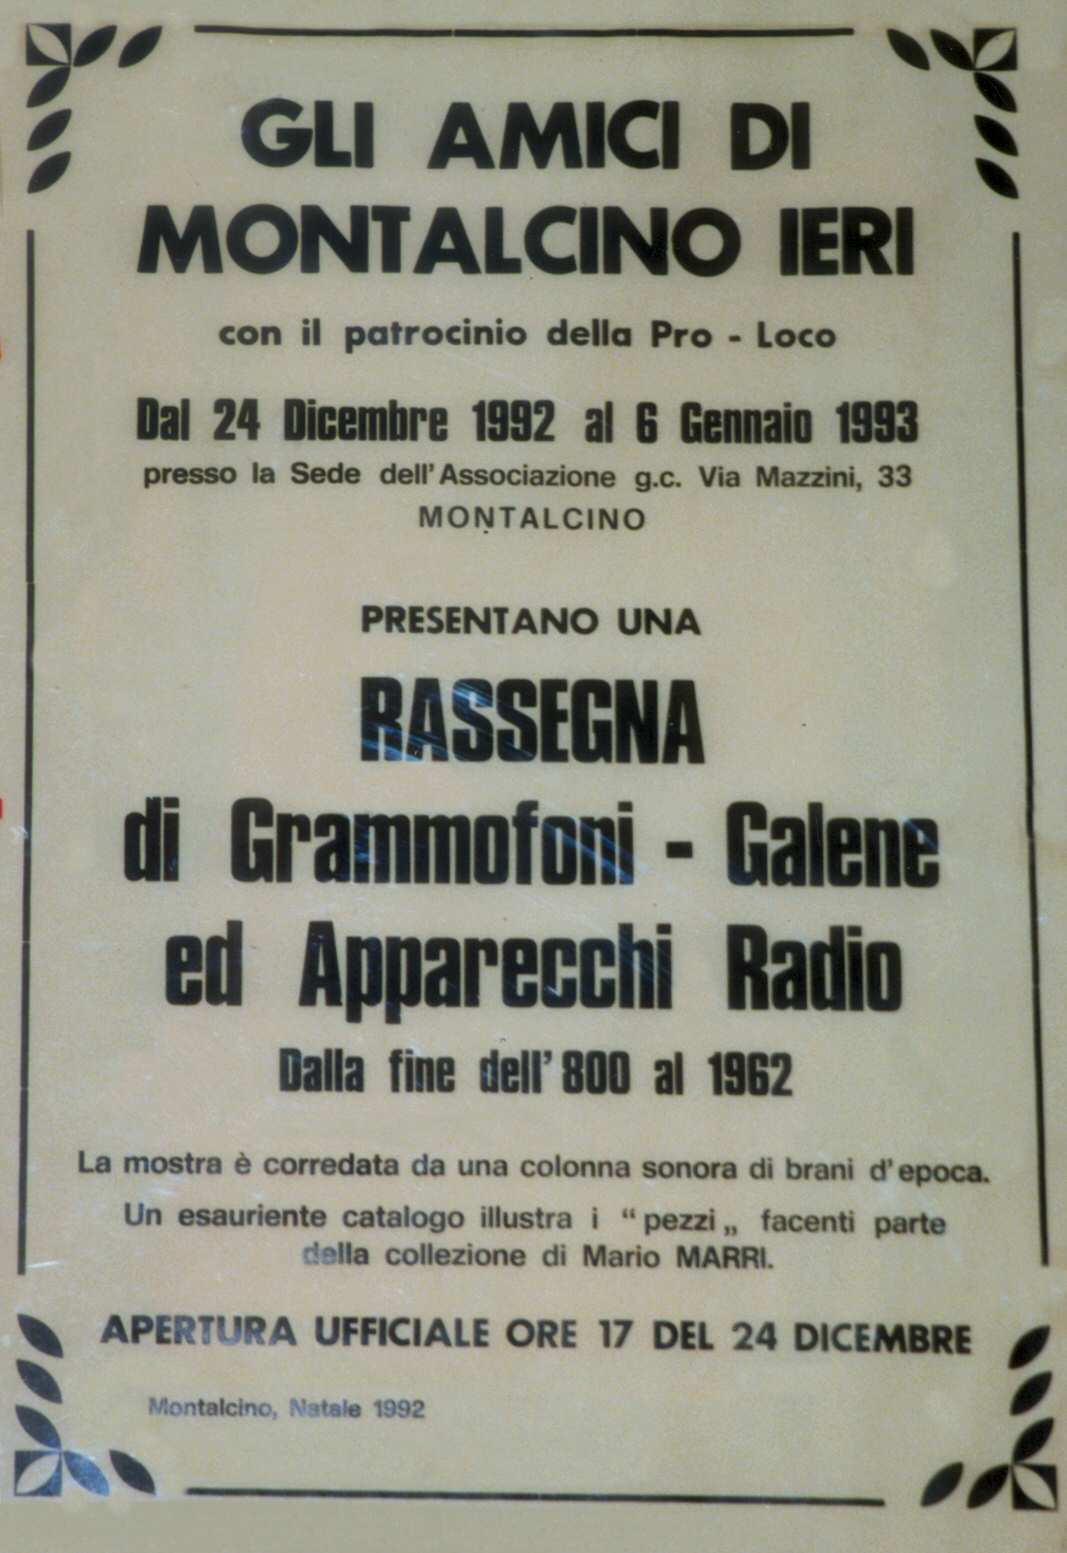 GLI AMICI DI
MONTALCINO IERI
con il patrocinio della Pro - Loco
Dal 24 Dicembre 1992 al 6 Gennaio 1993
presso la Sede dell'Associazione g.c. Via Mazzini, 33
MONTALCINO
PRESENTANO UNA
RASSEGNA
di Grammofoni - Galene
ed Apparecchi Radio
Dalla fine dell'800 al 1962
La mostra è corredata da una colonna sonora di brani d'epoca.
Un esauriente catalogo illustra i “pezzi„ facenti parte
della collezione di Mario MARRI.
APERTURA UFFICIALE ORE 17 DEL 24 DICEMBRE
Montalcino, Natale 1992